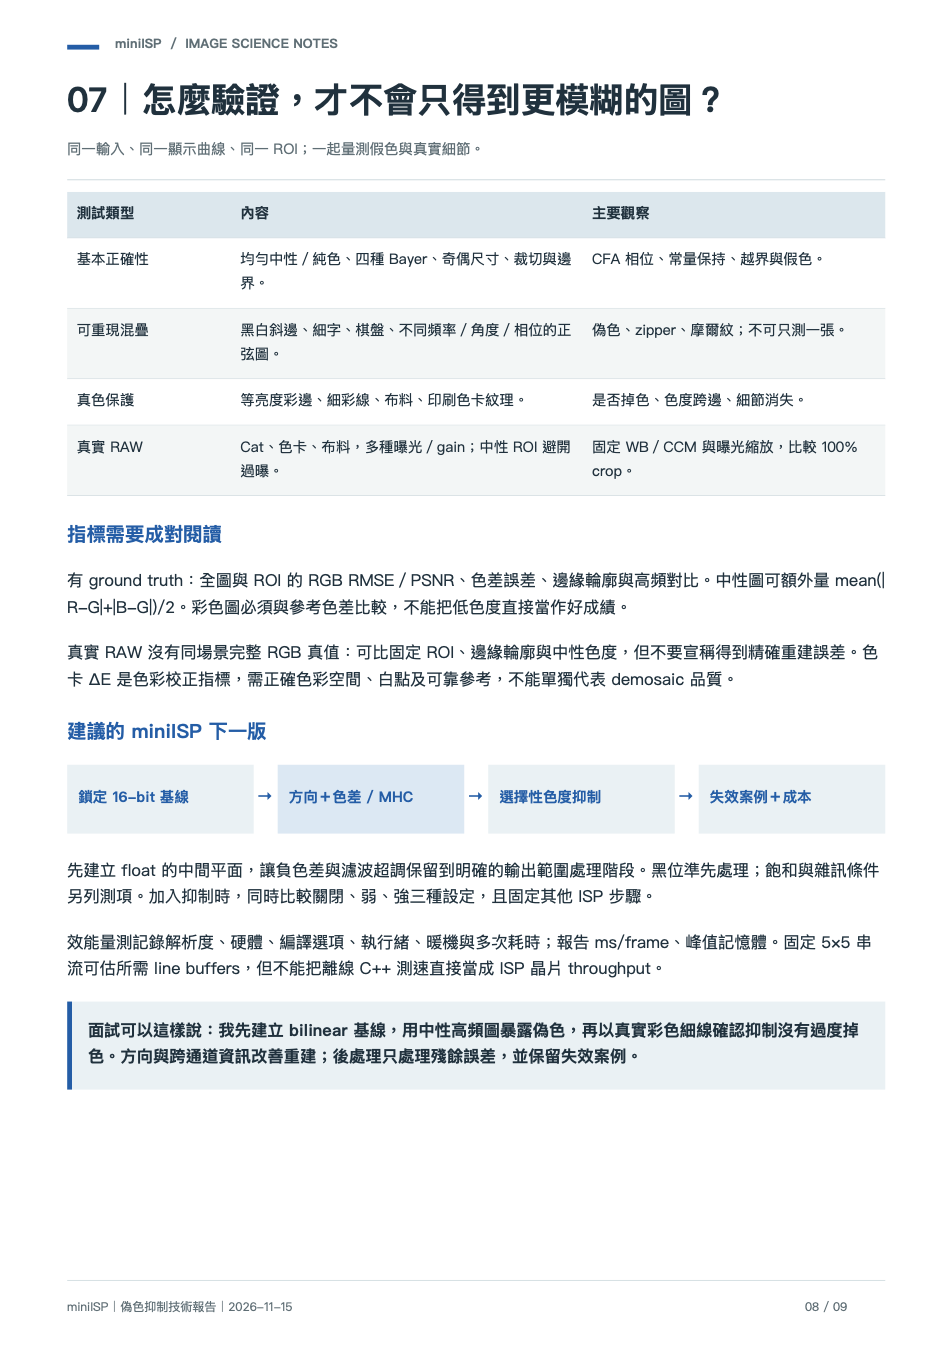 miniISP / IMAGE SCIENCE NOTES
07｜怎麼驗證，才不會只得到更模糊的圖？
同一輸入、同一顯示曲線、同一 ROI；一起量測假色與真實細節。
測試類型 內容 主要觀察
基本正確性 均勻中性 / 純色、四種 Bayer、奇偶尺寸、裁切與邊 CFA 相位、常量保持、越界與假色。
界。
可重現混疊 黑白斜邊、細字、棋盤、不同頻率 / 角度 / 相位的正 偽色、zipper、摩爾紋；不可只測一張。
弦圖。
真色保護 等亮度彩邊、細彩線、布料、印刷色卡紋理。 是否掉色、色度跨邊、細節消失。
真實 RAW Cat、色卡、布料，多種曝光 / gain；中性 ROI 避開 固定 WB / CCM 與曝光縮放，比較 100%
過曝。 crop。
指標需要成對閱讀
有 ground truth：全圖與 ROI 的 RGB RMSE / PSNR、色差誤差、邊緣輪廓與高頻對比。中性圖可額外量 mean(|
R–G|+|B–G|)/2。彩色圖必須與參考色差比較，不能把低色度直接當作好成績。
真實 RAW 沒有同場景完整 RGB 真值：可比固定 ROI、邊緣輪廓與中性色度，但不要宣稱得到精確重建誤差。色
卡 ΔE 是色彩校正指標，需正確色彩空間、白點及可靠參考，不能單獨代表 demosaic 品質。
建議的 miniISP 下一版
鎖定 16-bit 基線 → 方向＋色差 / MHC → 選擇性色度抑制 → 失效案例＋成本
先建立 float 的中間平面，讓負色差與濾波超調保留到明確的輸出範圍處理階段。黑位準先處理；飽和與雜訊條件
另列測項。加入抑制時，同時比較關閉、弱、強三種設定，且固定其他 ISP 步驟。
效能量測記錄解析度、硬體、編譯選項、執行緒、暖機與多次耗時；報告 ms/frame、峰值記憶體。固定 5×5 串
流可估所需 line buffers，但不能把離線 C++ 測速直接當成 ISP 晶片 throughput。
面試可以這樣說：我先建立 bilinear 基線，用中性高頻圖暴露偽色，再以真實彩色細線確認抑制沒有過度掉
色。方向與跨通道資訊改善重建；後處理只處理殘餘誤差，並保留失效案例。
miniISP｜偽色抑制技術報告｜2026-11-15 08 / 09